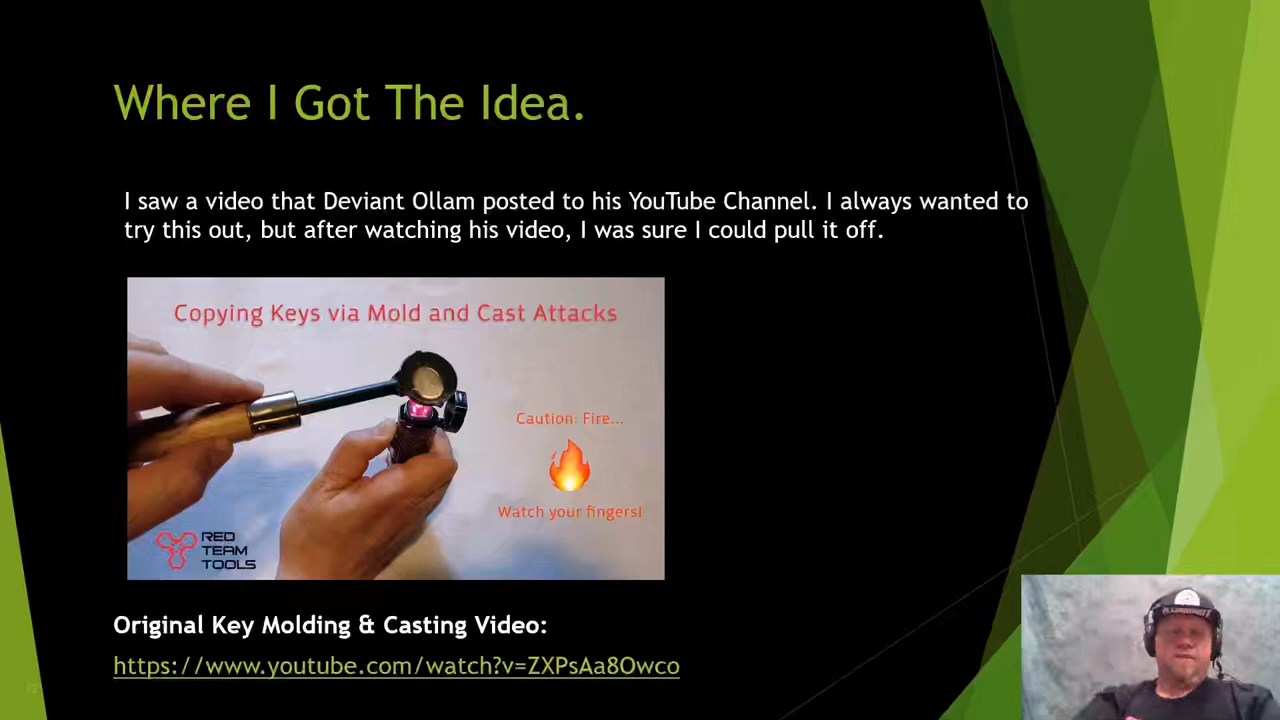 Where I Got The Idea.
I saw a video that Deviant Ollam posted to his YouTube Channel. I always wanted to
try this out, but after watching his video, I was sure I could pull it off.
Copying Keys via Mold and Cast Attacks
Caution: Fire...
Watch your fingers!
RED
TEAM
TOOLS
Original Key Molding & Casting Video:
https://www.youtube.com/watch?v=ZXPsAa8Owco